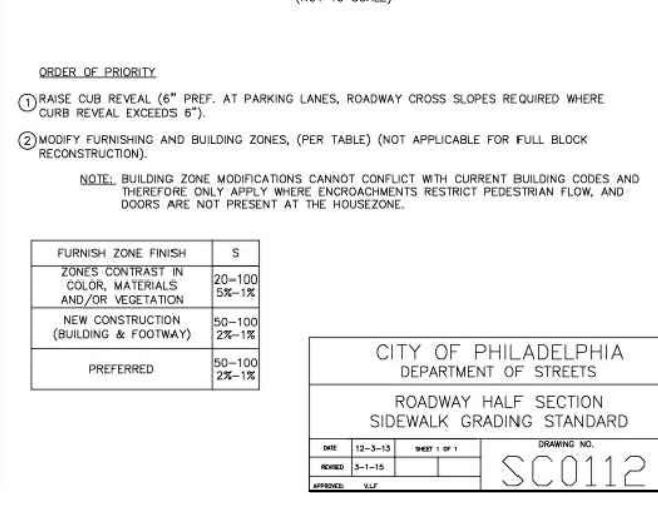 (NOT TO SCALE)
ORDER OF PRIORITY
1 RAISE CUB REVEAL (6" PREF. AT PARKING LANES, ROADWAY CROSS SLOPES REQUIRED WHERE
CURB REVEAL EXCEEDS 6").
2 MODIFY FURNISHING AND BUILDING ZONES, (PER TABLE) (NOT APPLICABLE FOR FULL BLOCK
RECONSTRUCTION).
NOTE: BUILDING ZONE MODIFICATIONS CANNOT CONFLICT WITH CURRENT BUILDING CODES AND
THEREFORE ONLY APPLY WHERE ENCROACHMENTS RESTRICT PEDESTRIAN FLOW, AND
DOORS ARE NOT PRESENT AT THE HOUSEZONE.
FURNISH ZONE FINISH S
ZONES CONTRAST IN
COLOR, MATERIALS
AND/OR VEGETATION
20-100
5%-1%
NEW CONSTRUCTION
(BUILDING & FOOTWAY)
50-100
2%-1%
PREFERRED
50-100
2%-1%
CITY OF PHILADELPHIA
DEPARTMENT OF STREETS
ROADWAY HALF SECTION
SIDEWALK GRADING STANDARD
DATE 12-3-13 SHEET 1 OF 1
REVISED 3-1-15
APPROVED: V.L.F
DRAWING NO.
SC0112